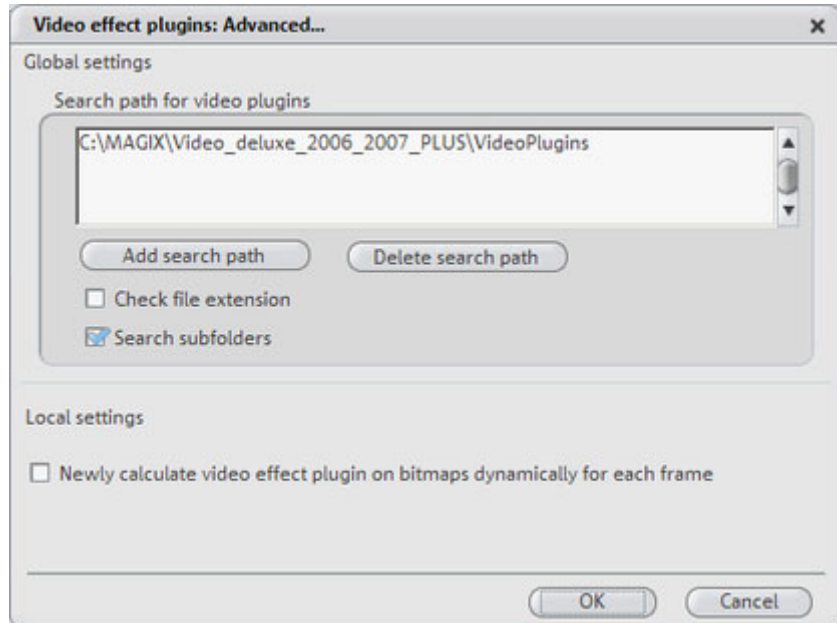 Video effect plugins: Advanced...
Global settings
Search path for video plugins
C:\MAGIX\Video_deluxe_2006_2007_PLUS\VideoPlugins
Add search path Delete search path
Check file extension
Search subfolders
Local settings
Newly calculate video effect plugin on bitmaps dynamically for each frame
OK Cancel